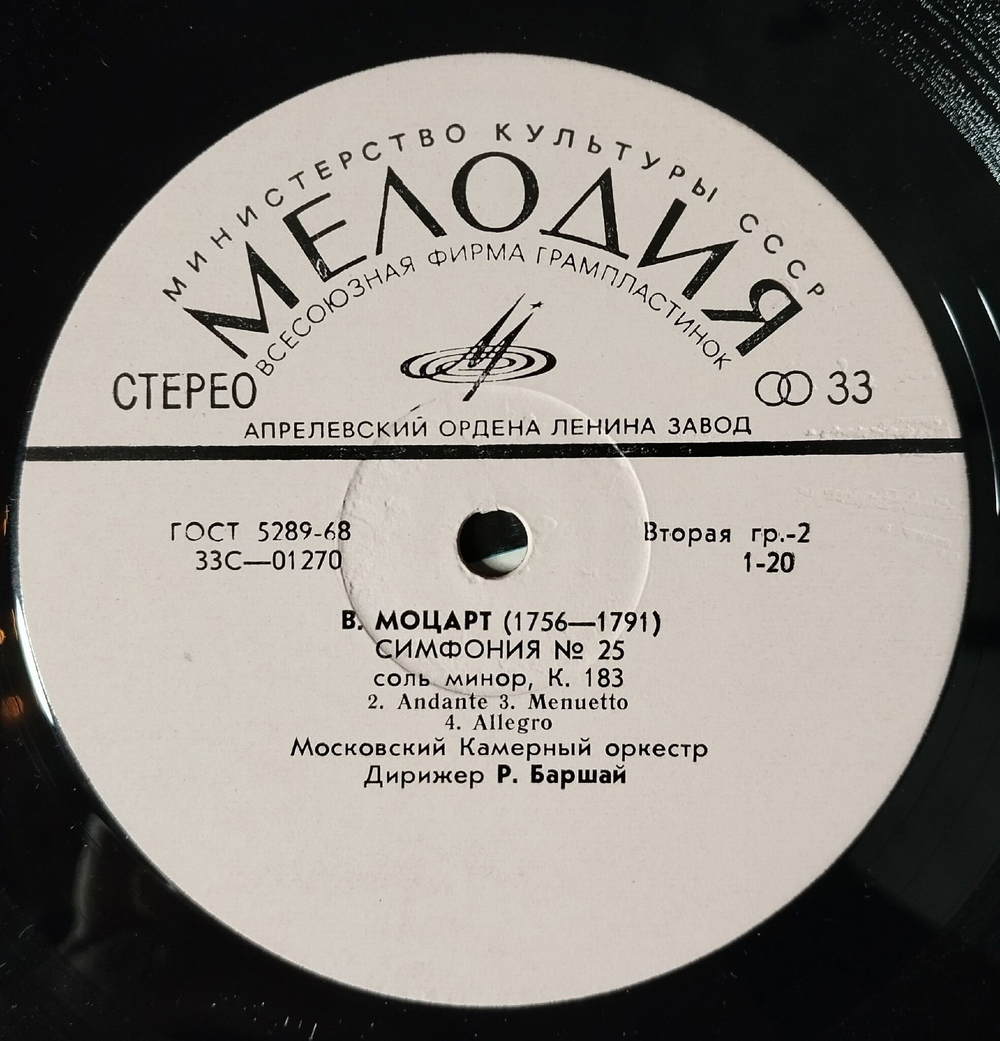 МИНИСТЕРСТВО КУЛЬТУРЫ СССР
МЕЛОДИЯ
ВСЕСОЮЗНАЯ ФИРМА ГРАМПЛАСТИНОК
СТЕРЕО
33
АПРЕЛЕВСКИЙ ОРДЕНА ЛЕНИНА ЗАВОД
ГОСТ 5289-68
Вторая гр.-2
33С—01270
1-20
В. МОЦАРТ (1756—1791)
СИМФОНИЯ № 25
соль минор, К. 183
2. Andante 3. Menuetto
4. Allegro
Московский Камерный оркестр
Дирижер Р. Баршай